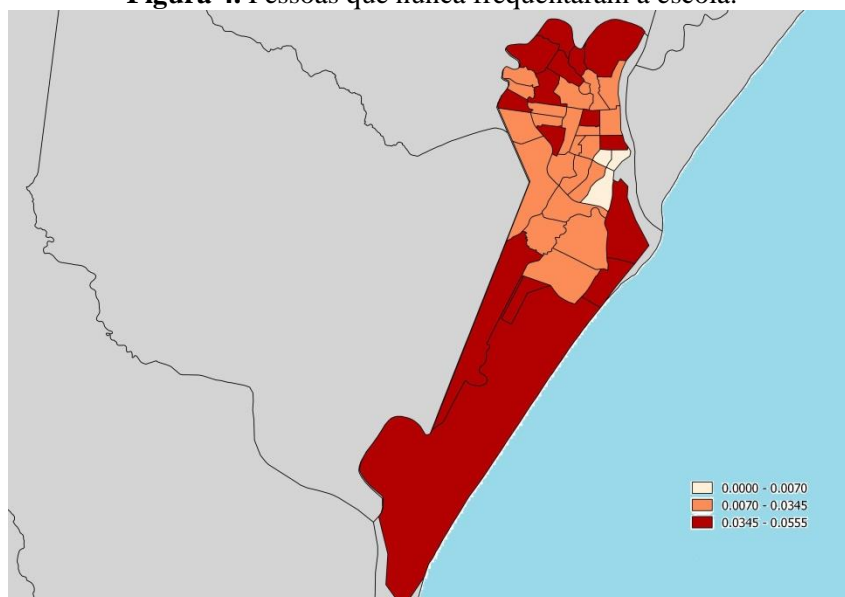 Figura 4. Pessoas que nunca frequentaram a escola.
0.0000 - 0.0070
0.0070 - 0.0345
0.0345 - 0.0555